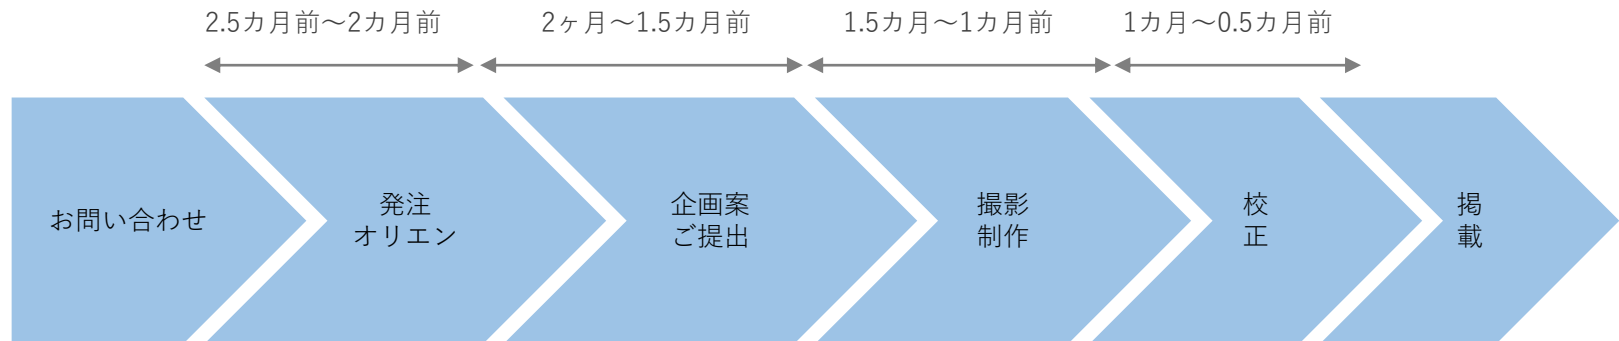 2.5カ月前～2カ月前
2ヶ月～1.5カ月前
1.5カ月～1カ月前
1カ月～0.5カ月前
お問い合わせ
発注
オリエン
企画案
ご提出
撮影
制作
校
正
掲
載